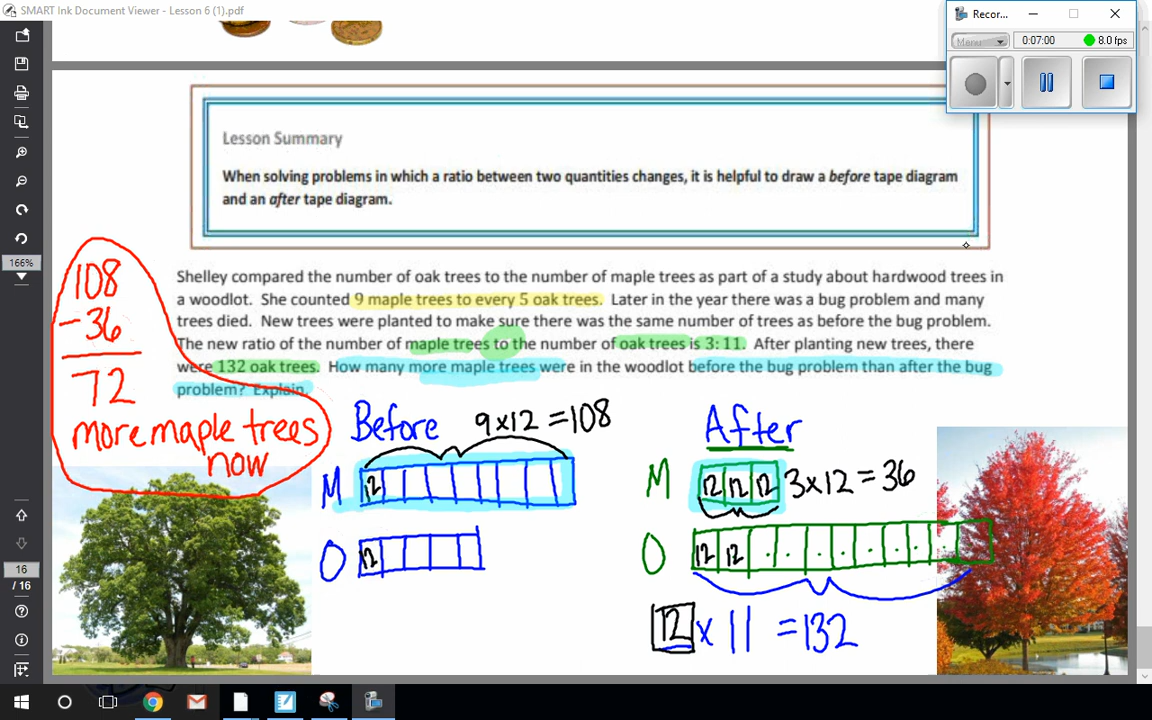 SMART Ink Document Viewer - Lesson 6 (1).pdf
Recor...
Menu
0:07:00
8.0 fps
166%
16
/ 16
Lesson Summary
When solving problems in which a ratio between two quantities changes, it is helpful to draw a before tape diagram
and an after tape diagram.
Shelley compared the number of oak trees to the number of maple trees as part of a study about hardwood trees in
a woodlot. She counted 9 maple trees to every 5 oak trees. Later in the year there was a bug problem and many
trees died. New trees were planted to make sure there was the same number of trees as before the bug problem.
The new ratio of the number of maple trees to the number of oak trees is 3:11. After planting new trees, there
were 132 oak trees. How many more maple trees were in the woodlot before the bug problem than after the bug
problem? Explain.
108
-36
72
more maple trees
now
Before
9x12=108
M
12
O
12
After
M
12 12 12
3x12=36
O
12 12
12 x 11 =132